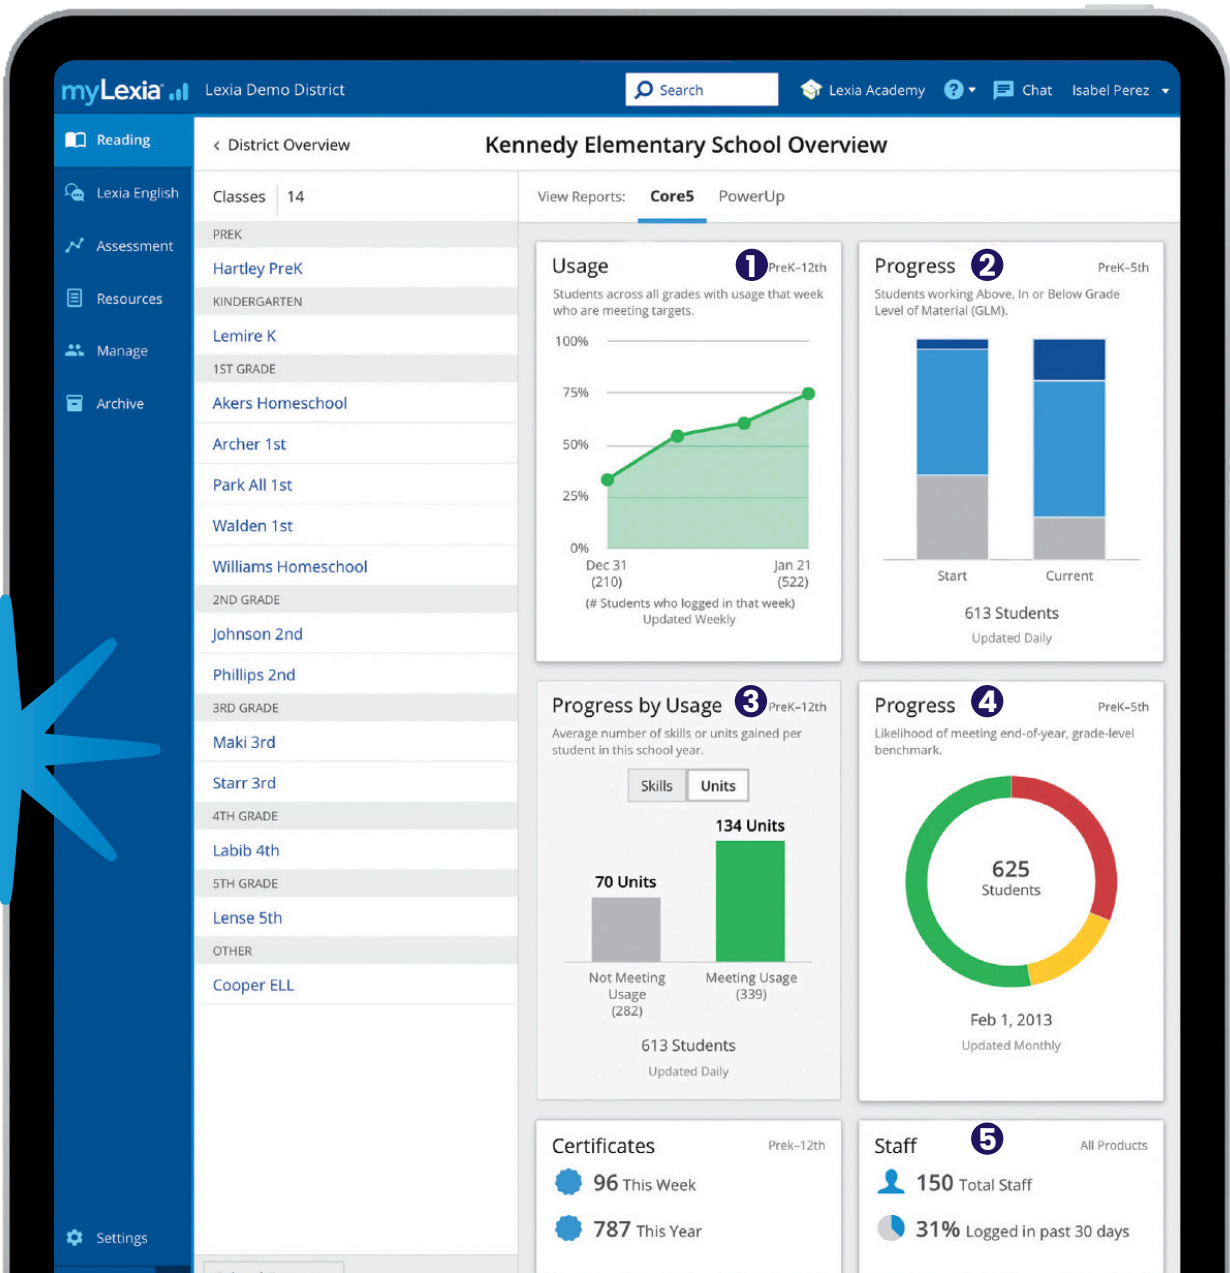 myLexia
Lexia Demo District
Search
Lexia Academy
?
Chat
Isabel Perez
Reading
Lexia English
Assessment
Resources
Manage
Archive
Settings
< District Overview
Kennedy Elementary School Overview
Classes 14
PREK
Hartley PreK
KINDERGARTEN
Lemire K
1ST GRADE
Akers Homeschool
Archer 1st
Park All 1st
Walden 1st
Williams Homeschool
2ND GRADE
Johnson 2nd
Phillips 2nd
3RD GRADE
Maki 3rd
Starr 3rd
4TH GRADE
Labib 4th
5TH GRADE
Lense 5th
OTHER
Cooper ELL
View Reports: Core5 PowerUp
Usage 1 PreK–12th
Students across all grades with usage that week
who are meeting targets.
100%
75%
50%
25%
0%
Dec 31
(210)
Jan 21
(522)
(# Students who logged in that week)
Updated Weekly
Progress 2 PreK–5th
Students working Above, In or Below Grade
Level of Material (GLM).
Start
Current
613 Students
Updated Daily
Progress by Usage 3 PreK–12th
Average number of skills or units gained per
student in this school year.
Skills Units
134 Units
70 Units
Not Meeting
Usage
(282)
Meeting Usage
(339)
613 Students
Updated Daily
Progress 4 PreK–5th
Likelihood of meeting end-of-year, grade-level
benchmark.
625
Students
Feb 1, 2013
Updated Monthly
Certificates Prek–12th
96 This Week
787 This Year
Staff 5 All Products
150 Total Staff
31% Logged in past 30 days